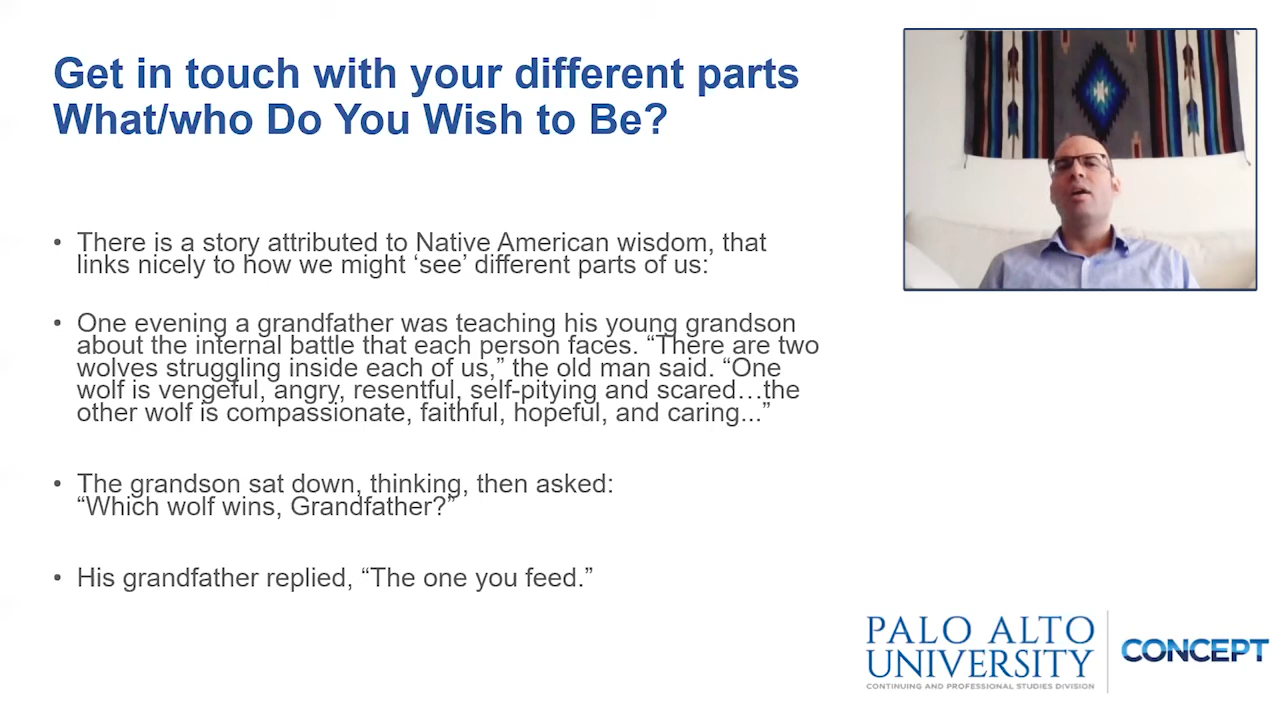 Get in touch with your different parts
What/who Do You Wish to Be?
• There is a story attributed to Native American wisdom, that
links nicely to how we might ‘see’ different parts of us:
• One evening a grandfather was teaching his young grandson
about the internal battle that each person faces. “There are two
wolves struggling inside each of us,” the old man said. “One
wolf is vengeful, angry, resentful, self-pitying and scared…the
other wolf is compassionate, faithful, hopeful, and caring...”
• The grandson sat down, thinking, then asked:
“Which wolf wins, Grandfather?”
• His grandfather replied, “The one you feed.”
PALO ALTO
UNIVERSITY
CONTINUING AND PROFESSIONAL STUDIES DIVISION
CONCEPT